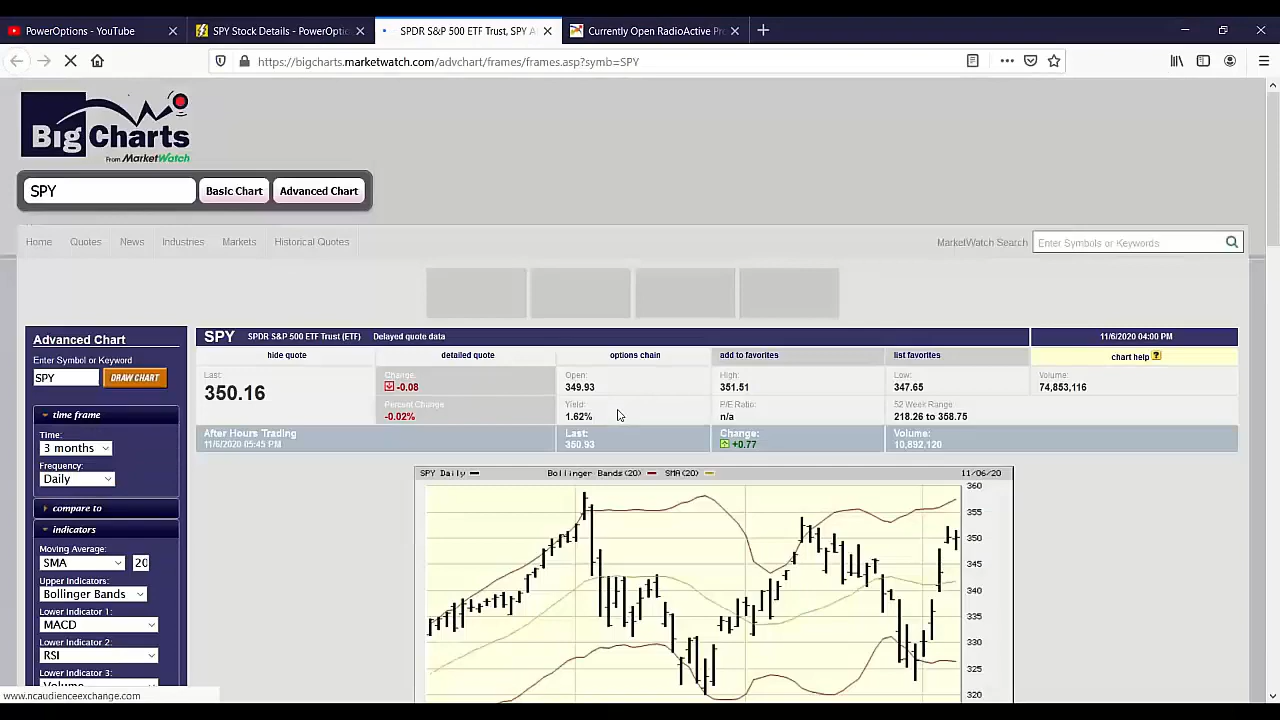 PowerOptions - YouTube
SPY Stock Details - PowerOptio
SPDR S&P 500 ETF Trust, SPY A
Currently Open RadioActive Pr
https://bigcharts.marketwatch.com/advchart/frames/frames.asp?symb=SPY
BigCharts
From MarketWatch
SPY Basic Chart Advanced Chart
Home Quotes News Industries Markets Historical Quotes MarketWatch Search Enter Symbols or Keywords
Advanced Chart
Enter Symbol or Keyword
SPY DRAW CHART
time frame
Time:
3 months
Frequency:
Daily
compare to
indicators
Moving Average:
SMA 20
Upper Indicators:
Bollinger Bands
Lower Indicator 1:
MACD
Lower Indicator 2:
RSI
Lower Indicator 3:
Volume
SPY SPDR S&P 500 ETF Trust (ETF) Delayed quote data 11/6/2020 04:00 PM
hide quote detailed quote options chain add to favorites list favorites chart help ?
Last: Change: Open: High: Low: Volume:
350.16 -0.08 349.93 351.51 347.65 74,853,116
Percent Change: Yield: P/E Ratio: 52 Week Range
-0.02% 1.62% n/a 218.26 to 358.75
After Hours Trading Last: Change: Volume:
11/6/2020 05:45 PM 350.93 +0.77 10,892,120
SPY Daily Bollinger Bands(20) SMA(20) 11/06/20
360
355
350
345
340
335
330
325
320
www.ncaudienceexchange.com